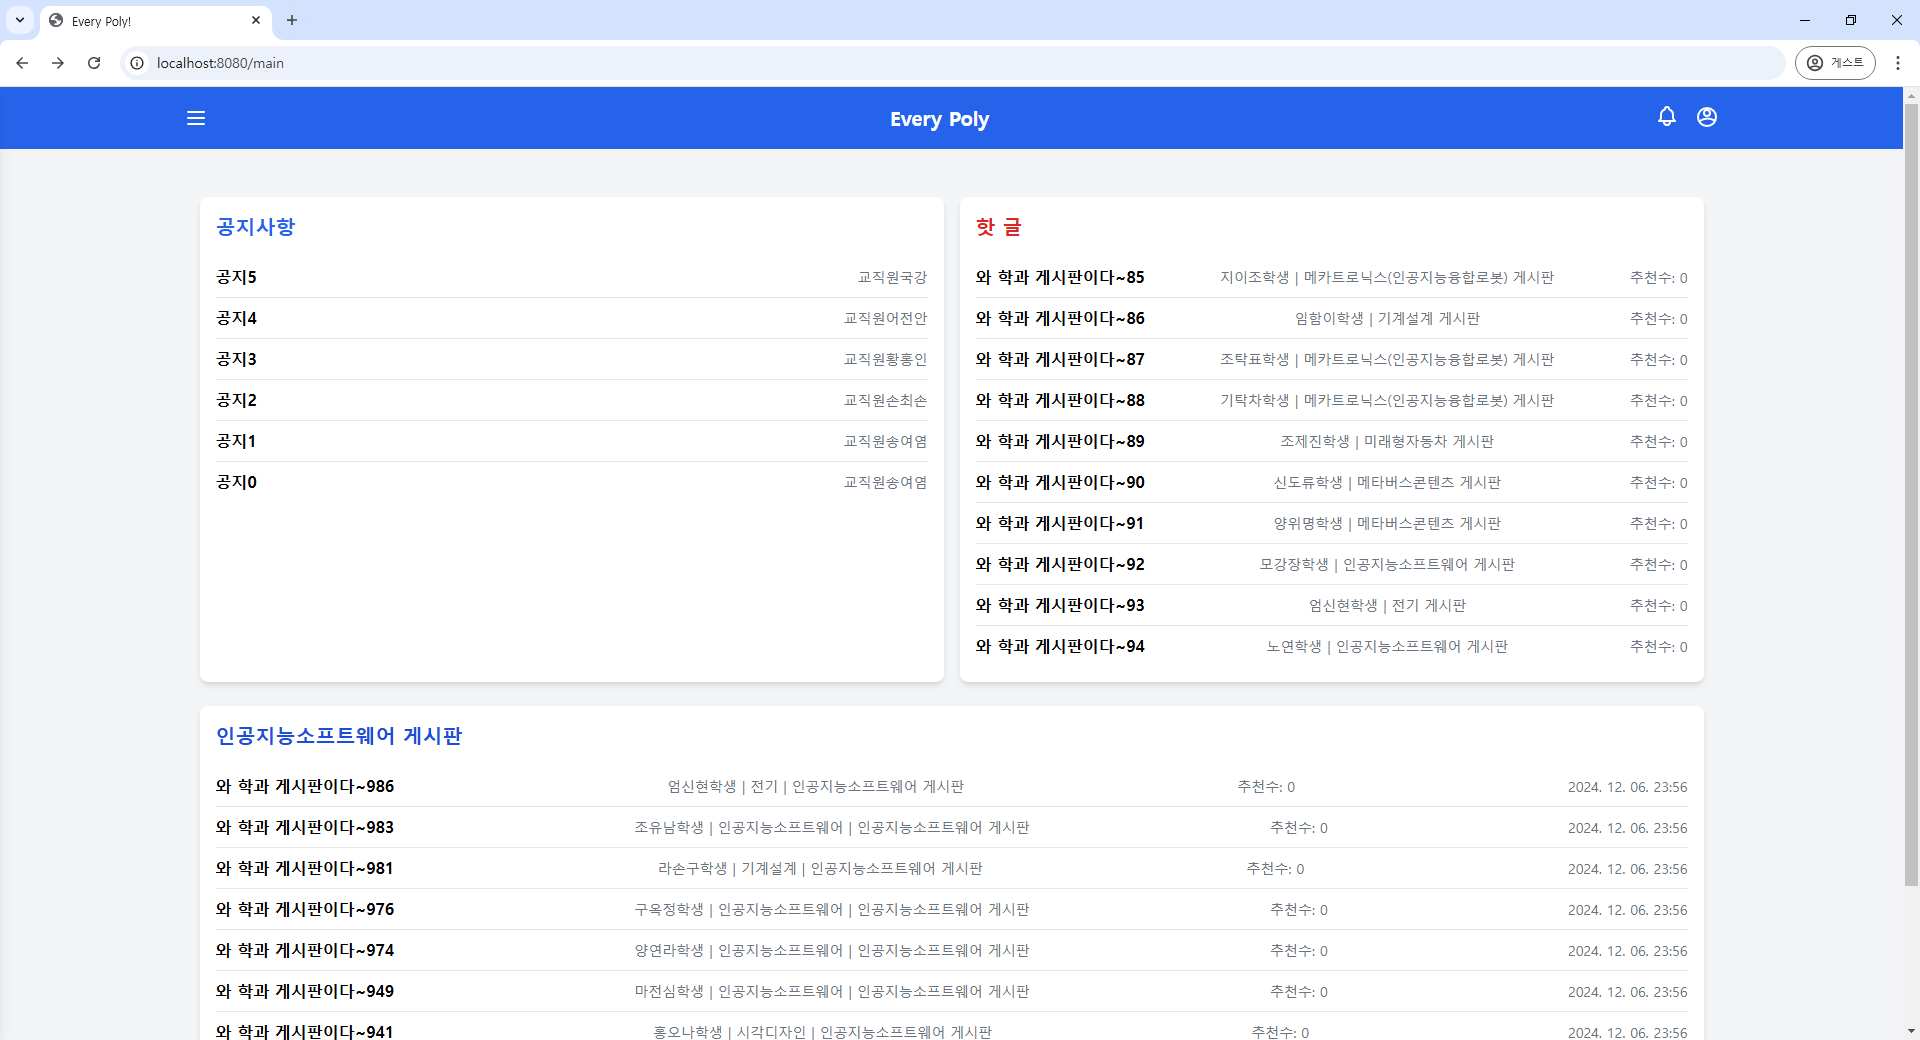 Every Poly!
localhost:8080/main
게스트
Every Poly
공지사항
공지5 교직원국강
공지4 교직원어전안
공지3 교직원황홍인
공지2 교직원손최손
공지1 교직원송여염
공지0 교직원송여염
핫 글
와 학과 게시판이다~85 지이조학생 | 메카트로닉스(인공지능융합로봇) 게시판 추천수: 0
와 학과 게시판이다~86 임함이학생 | 기계설계 게시판 추천수: 0
와 학과 게시판이다~87 조탁표학생 | 메카트로닉스(인공지능융합로봇) 게시판 추천수: 0
와 학과 게시판이다~88 기탁차학생 | 메카트로닉스(인공지능융합로봇) 게시판 추천수: 0
와 학과 게시판이다~89 조제진학생 | 미래형자동차 게시판 추천수: 0
와 학과 게시판이다~90 신도류학생 | 메타버스콘텐츠 게시판 추천수: 0
와 학과 게시판이다~91 양위명학생 | 메타버스콘텐츠 게시판 추천수: 0
와 학과 게시판이다~92 모강장학생 | 인공지능소프트웨어 게시판 추천수: 0
와 학과 게시판이다~93 엄신현학생 | 전기 게시판 추천수: 0
와 학과 게시판이다~94 노연학생 | 인공지능소프트웨어 게시판 추천수: 0
인공지능소프트웨어 게시판
와 학과 게시판이다~986 엄신현학생 | 전기 | 인공지능소프트웨어 게시판 추천수: 0 2024. 12. 06. 23:56
와 학과 게시판이다~983 조유남학생 | 인공지능소프트웨어 | 인공지능소프트웨어 게시판 추천수: 0 2024. 12. 06. 23:56
와 학과 게시판이다~981 라손구학생 | 기계설계 | 인공지능소프트웨어 게시판 추천수: 0 2024. 12. 06. 23:56
와 학과 게시판이다~976 구옥정학생 | 인공지능소프트웨어 | 인공지능소프트웨어 게시판 추천수: 0 2024. 12. 06. 23:56
와 학과 게시판이다~974 양연라학생 | 인공지능소프트웨어 | 인공지능소프트웨어 게시판 추천수: 0 2024. 12. 06. 23:56
와 학과 게시판이다~949 마전심학생 | 인공지능소프트웨어 | 인공지능소프트웨어 게시판 추천수: 0 2024. 12. 06. 23:56
와 학과 게시판이다~941 홍오나학생 | 시각디자인 | 인공지능소프트웨어 게시판 추천수: 0 2024. 12. 06. 23:56